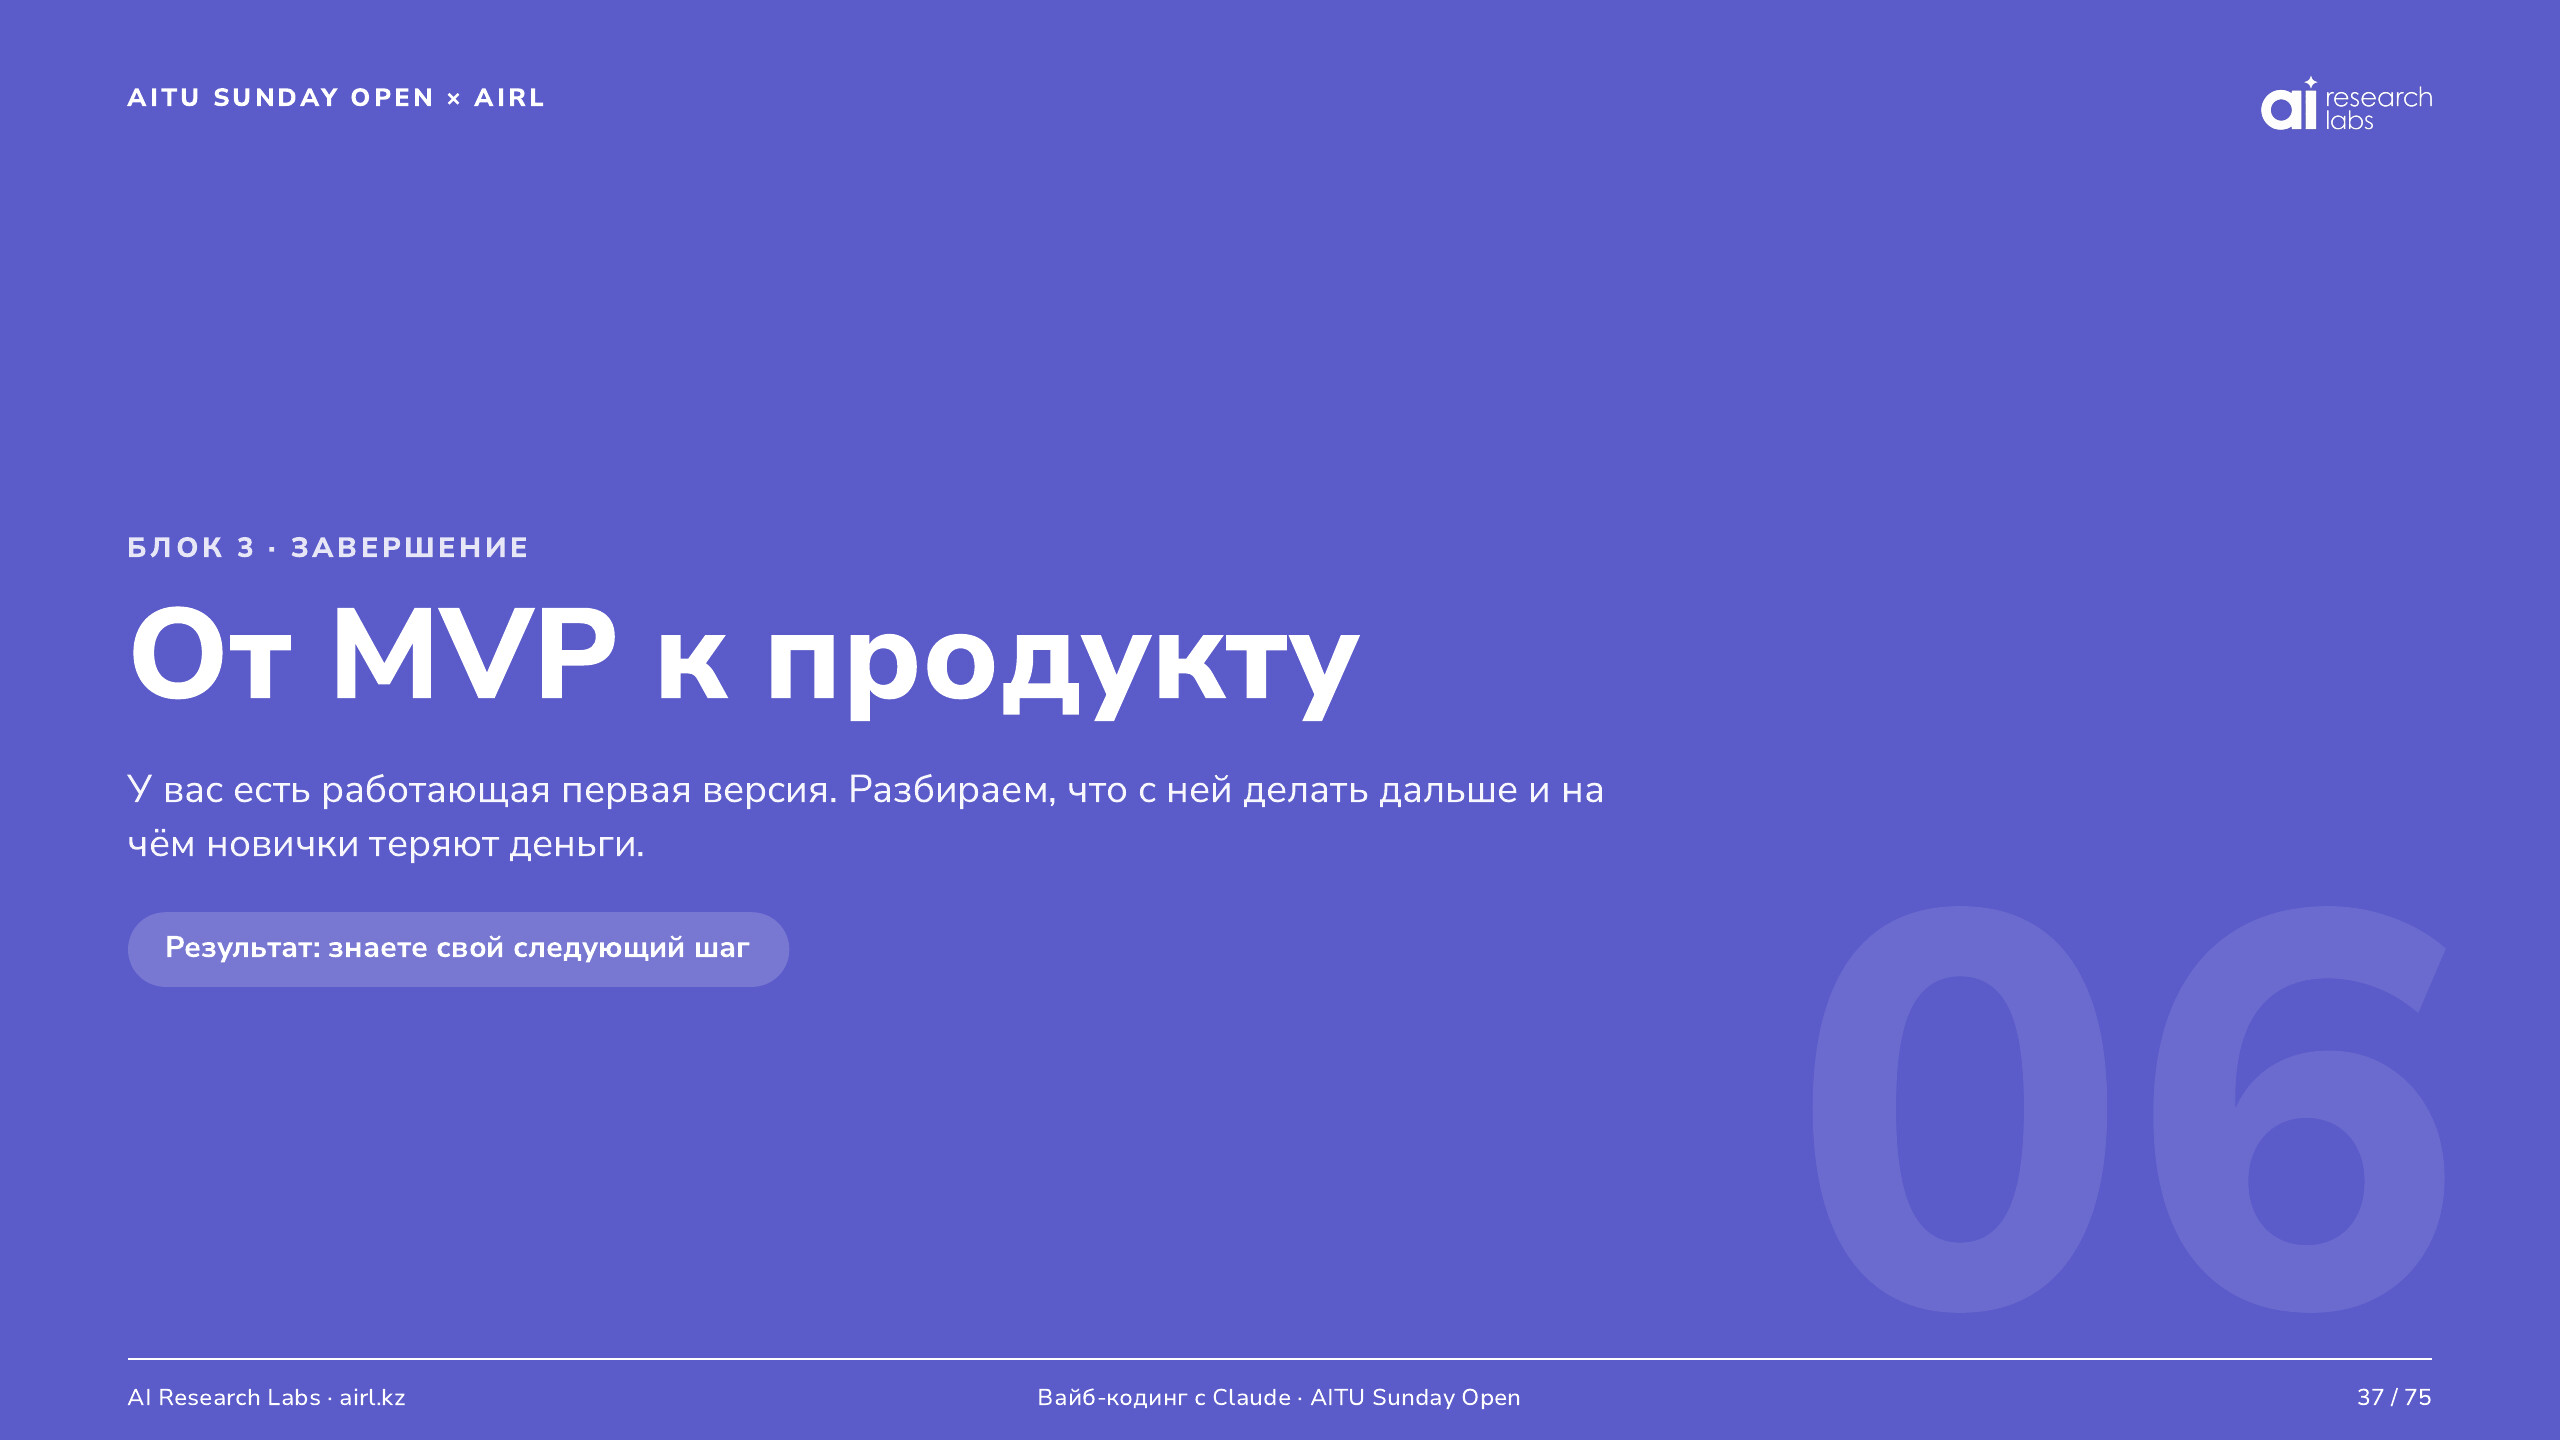 AITU SUNDAY OPEN × AIRL
ai research
labs
БЛОК 3 · ЗАВЕРШЕНИЕ
От MVP к продукту
У вас есть работающая первая версия. Разбираем, что с ней делать дальше и на
чём новички теряют деньги.
Результат: знаете свой следующий шаг
06
AI Research Labs · airl.kz
Вайб-кодинг с Claude · AITU Sunday Open
37 / 75